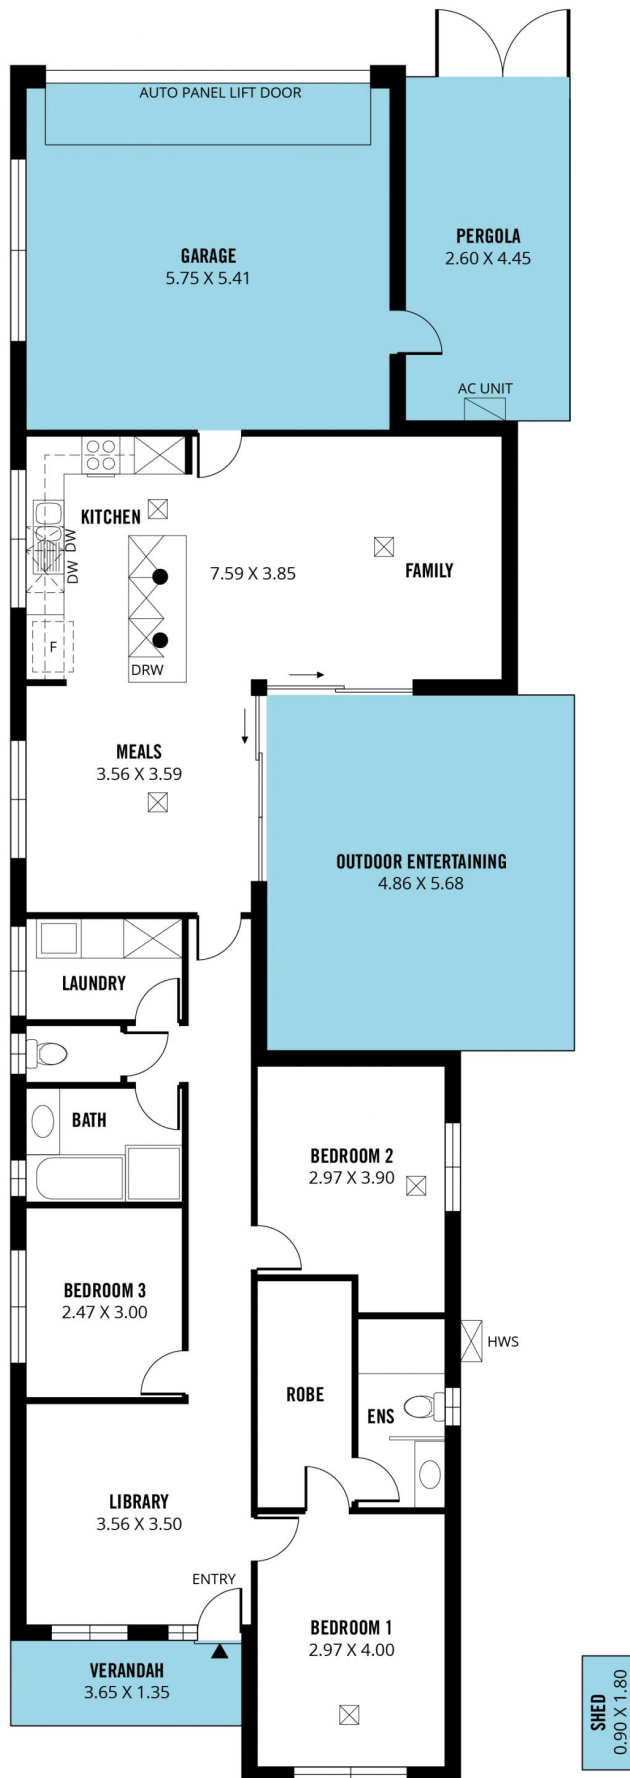 AUTO PANEL LIFT DOOR
GARAGE
5.75 X 5.41
PERGOLA
2.60 X 4.45
AC UNIT
KITCHEN
DW DW
F
DRW
7.59 X 3.85
FAMILY
MEALS
3.56 X 3.59
OUTDOOR ENTERTAINING
4.86 X 5.68
LAUNDRY
BATH
BEDROOM 2
2.97 X 3.90
BEDROOM 3
2.47 X 3.00
HWS
ROBE
ENS
LIBRARY
3.56 X 3.50
ENTRY
BEDROOM 1
2.97 X 4.00
VERANDAH
3.65 X 1.35
SHED
0.90 X 1.80